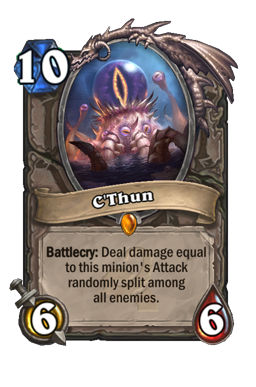 10
C'Thun
Battlecry: Deal damage equal
to this minion's Attack
randomly split among
all enemies.
6 6